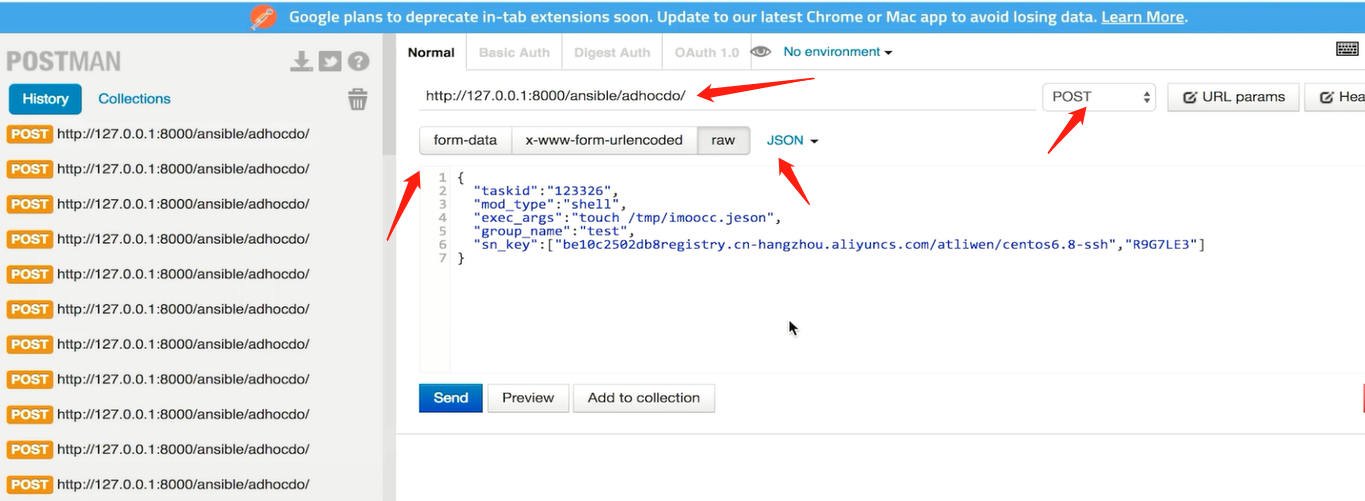 Google plans to deprecate in-tab extensions soon. Update to our latest Chrome or Mac app to avoid losing data. Learn More.
POSTMAN
History Collections
POST http://127.0.0.1:8000/ansible/adhocdo/
POST http://127.0.0.1:8000/ansible/adhocdo/
POST http://127.0.0.1:8000/ansible/adhocdo/
POST http://127.0.0.1:8000/ansible/adhocdo/
POST http://127.0.0.1:8000/ansible/adhocdo/
POST http://127.0.0.1:8000/ansible/adhocdo/
POST http://127.0.0.1:8000/ansible/adhocdo/
POST http://127.0.0.1:8000/ansible/adhocdo/
POST http://127.0.0.1:8000/ansible/adhocdo/
POST http://127.0.0.1:8000/ansible/adhocdo/
POST http://127.0.0.1:8000/ansible/adhocdo/
Normal Basic Auth Digest Auth OAuth 1.0 No environment
http://127.0.0.1:8000/ansible/adhocdo/ POST URL params Hea
form-data x-www-form-urlencoded raw JSON
1 {
2 "taskid":"123326",
3 "mod_type":"shell",
4 "exec_args":"touch /tmp/imoocc.jeson",
5 "group_name":"test",
6 "sn_key":["be10c2502db8registry.cn-hangzhou.aliyuncs.com/atliwen/centos6.8-ssh","R9G7LE3"]
7 }
Send Preview Add to collection